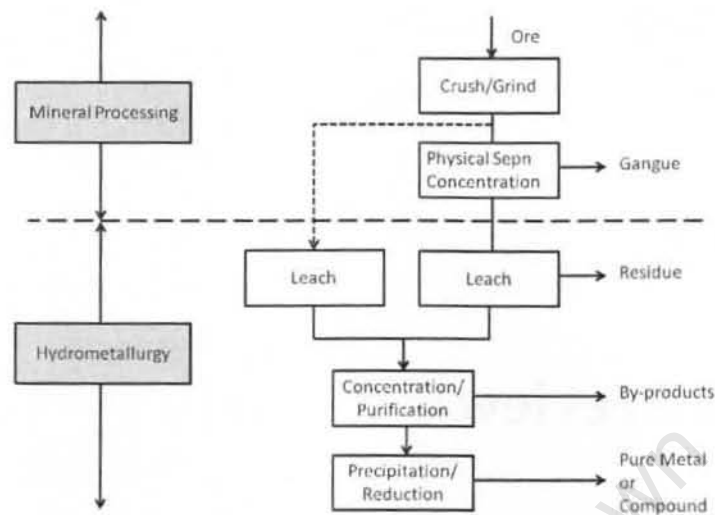 Ore
Crush/Grind
Mineral Processing
Physical Sepn
Concentration
Gangue
Leach
Leach
Residue
Hydrometallurgy
Concentration/
Purification
By-products
Precipitation/
Reduction
Pure Metal
or
Compound